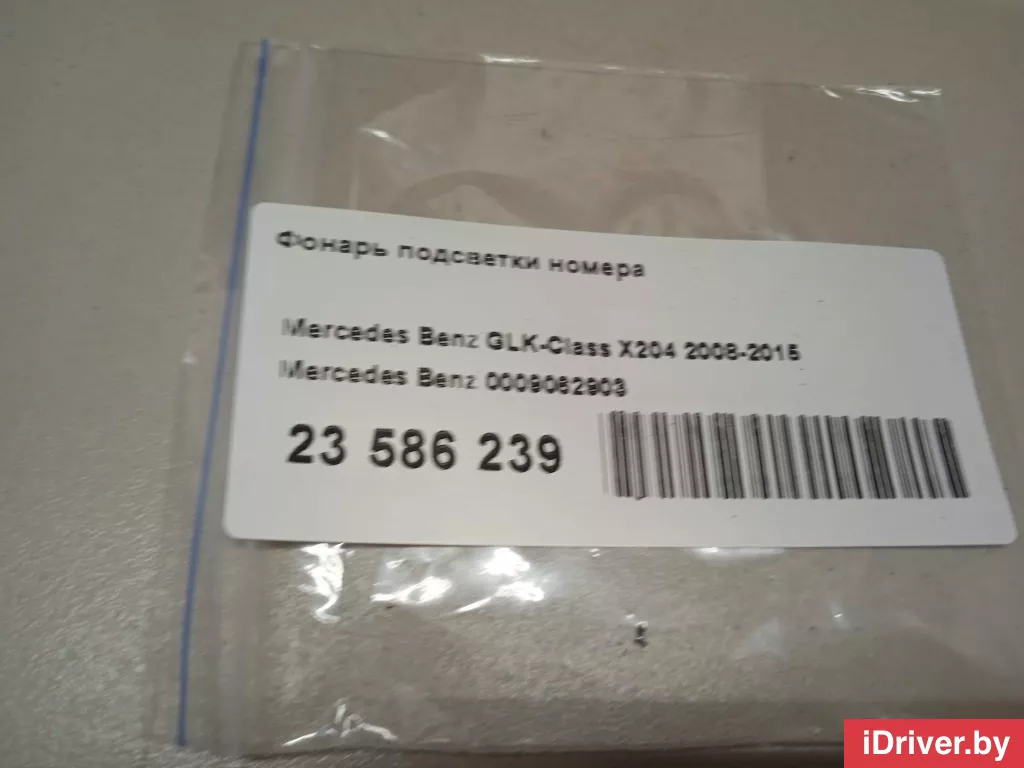 Фонарь подсветки номера
Mercedes Benz GLK-Class X204 2008-2015
Mercedes Benz 0009062903
23 586 239
iDriver.by